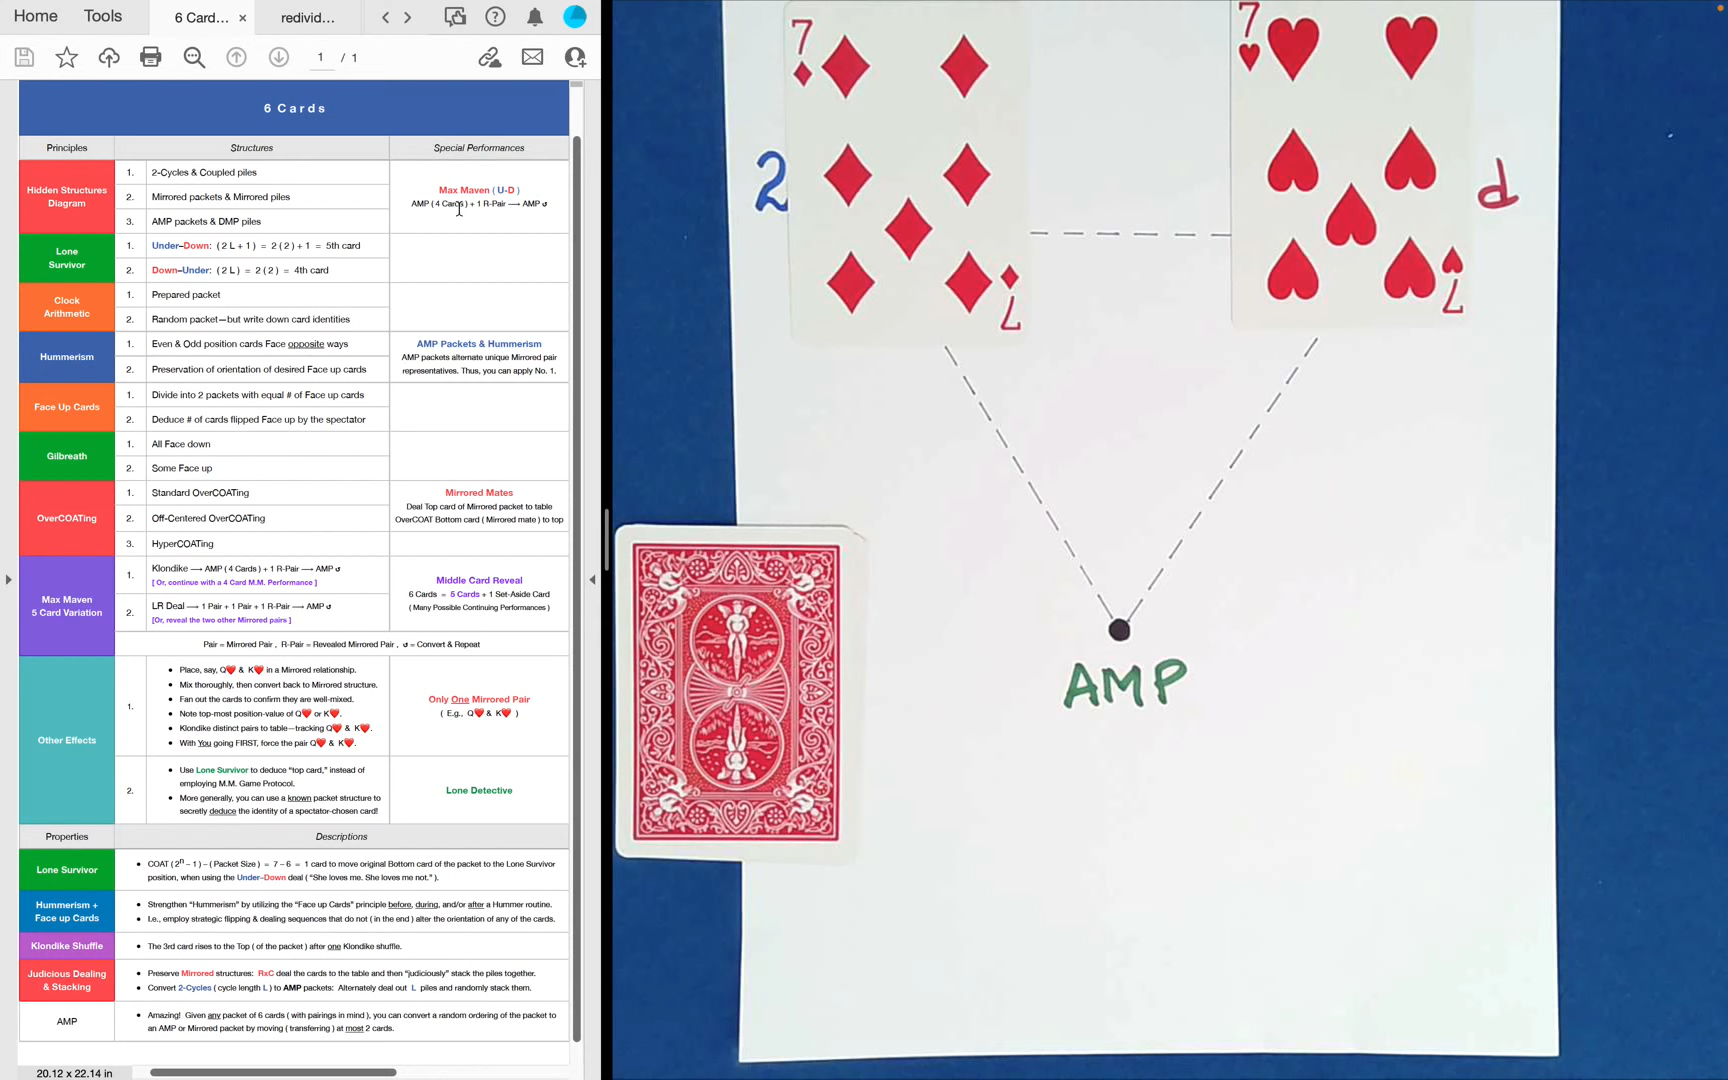 Home Tools 6 Card... × redivid...
1 / 1
6 Cards
Principles Structures Special Performances
Hidden Structures Diagram
1. 2-Cycles & Coupled piles
2. Mirrored packets & Mirrored piles
3. AMP packets & DMP piles
Max Maven ( U-D )
AMP ( 4 Cards ) + 1 R-Pair ⟶ AMP ↺
Lone Survivor
1. Under–Down: ( 2 L + 1 ) = 2 ( 2 ) + 1 = 5th card
2. Down–Under: ( 2 L ) = 2 ( 2 ) = 4th card
Clock Arithmetic
1. Prepared packet
2. Random packet—but write down card identities
Hummerism
1. Even & Odd position cards Face opposite ways
2. Preservation of orientation of desired Face up cards
AMP Packets & Hummerism
AMP packets alternate unique Mirrored pair
representatives. Thus, you can apply No. 1.
Face Up Cards
1. Divide into 2 packets with equal # of Face up cards
2. Deduce # of cards flipped Face up by the spectator
Gilbreath
1. All Face down
2. Some Face up
OverCOATing
1. Standard OverCOATing
2. Off-Centered OverCOATing
3. HyperCOATing
Mirrored Mates
Deal Top card of Mirrored packet to table
OverCOAT Bottom card ( Mirrored mate ) to top
Max Maven
5 Card Variation
1. Klondike ⟶ AMP ( 4 Cards ) + 1 R-Pair ⟶ AMP ↺
[ Or, continue with a 4 Card M.M. Performance ]
2. LR Deal ⟶ 1 Pair + 1 Pair + 1 R-Pair ⟶ AMP ↺
[Or, reveal the two other Mirrored pairs ]
Middle Card Reveal
6 Cards = 5 Cards + 1 Set-Aside Card
( Many Possible Continuing Performances )
Pair = Mirrored Pair , R-Pair = Revealed Mirrored Pair , ↺ = Convert & Repeat
Other Effects
1.
• Place, say, Q♥ & K♥ in a Mirrored relationship.
• Mix thoroughly, then convert back to Mirrored structure.
• Fan out the cards to confirm they are well-mixed.
• Note top-most position-value of Q♥ or K♥.
• Klondike distinct pairs to table—tracking Q♥ & K♥.
• With You going FIRST, force the pair Q♥ & K♥.
Only One Mirrored Pair
( E.g., Q♥ & K♥ )
2.
• Use Lone Survivor to deduce “top card,” instead of
employing M.M. Game Protocol.
• More generally, you can use a known packet structure to
secretly deduce the identity of a spectator-chosen card!
Lone Detective
Properties Descriptions
Lone Survivor
• COAT ( 2ⁿ – 1 ) – ( Packet Size ) = 7 – 6 = 1 card to move original Bottom card of the packet to the Lone Survivor
position, when using the Under–Down deal ( “She loves me. She loves me not.” ).
Hummerism +
Face up Cards
• Strengthen “Hummerism” by utilizing the “Face up Cards” principle before, during, and/or after a Hummer routine.
• I.e., employ strategic flipping & dealing sequences that do not ( in the end ) alter the orientation of any of the cards.
Klondike Shuffle
• The 3rd card rises to the Top ( of the packet ) after one Klondike shuffle.
Judicious Dealing
& Stacking
• Preserve Mirrored structures: RxC deal the cards to the table and then “judiciously” stack the piles together.
• Convert 2-Cycles ( cycle length L ) to AMP packets: Alternately deal out L piles and randomly stack them.
AMP
• Amazing! Given any packet of 6 cards ( with pairings in mind ), you can convert a random ordering of the packet to
an AMP or Mirrored packet by moving ( transferring ) at most 2 cards.
20.12 x 22.14 in
7 7
2
7 7
AMP